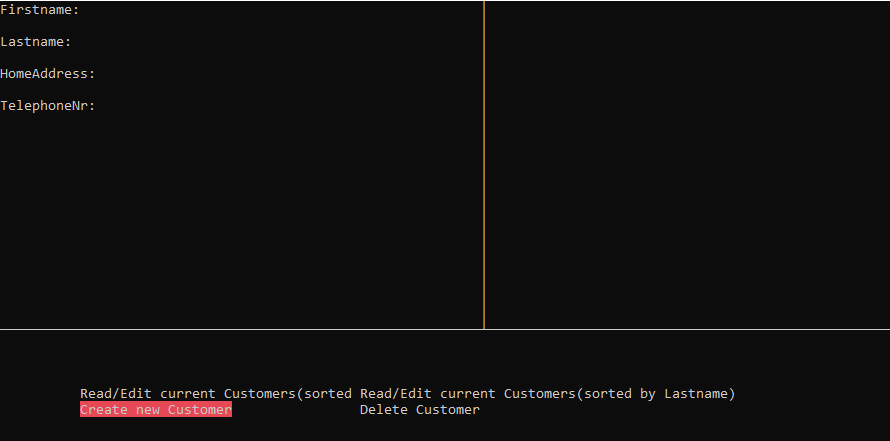 Firstname:
Lastname:
HomeAddress:
TelephoneNr:
Read/Edit current Customers(sorted Read/Edit current Customers(sorted by Lastname)
Create new Customer Delete Customer